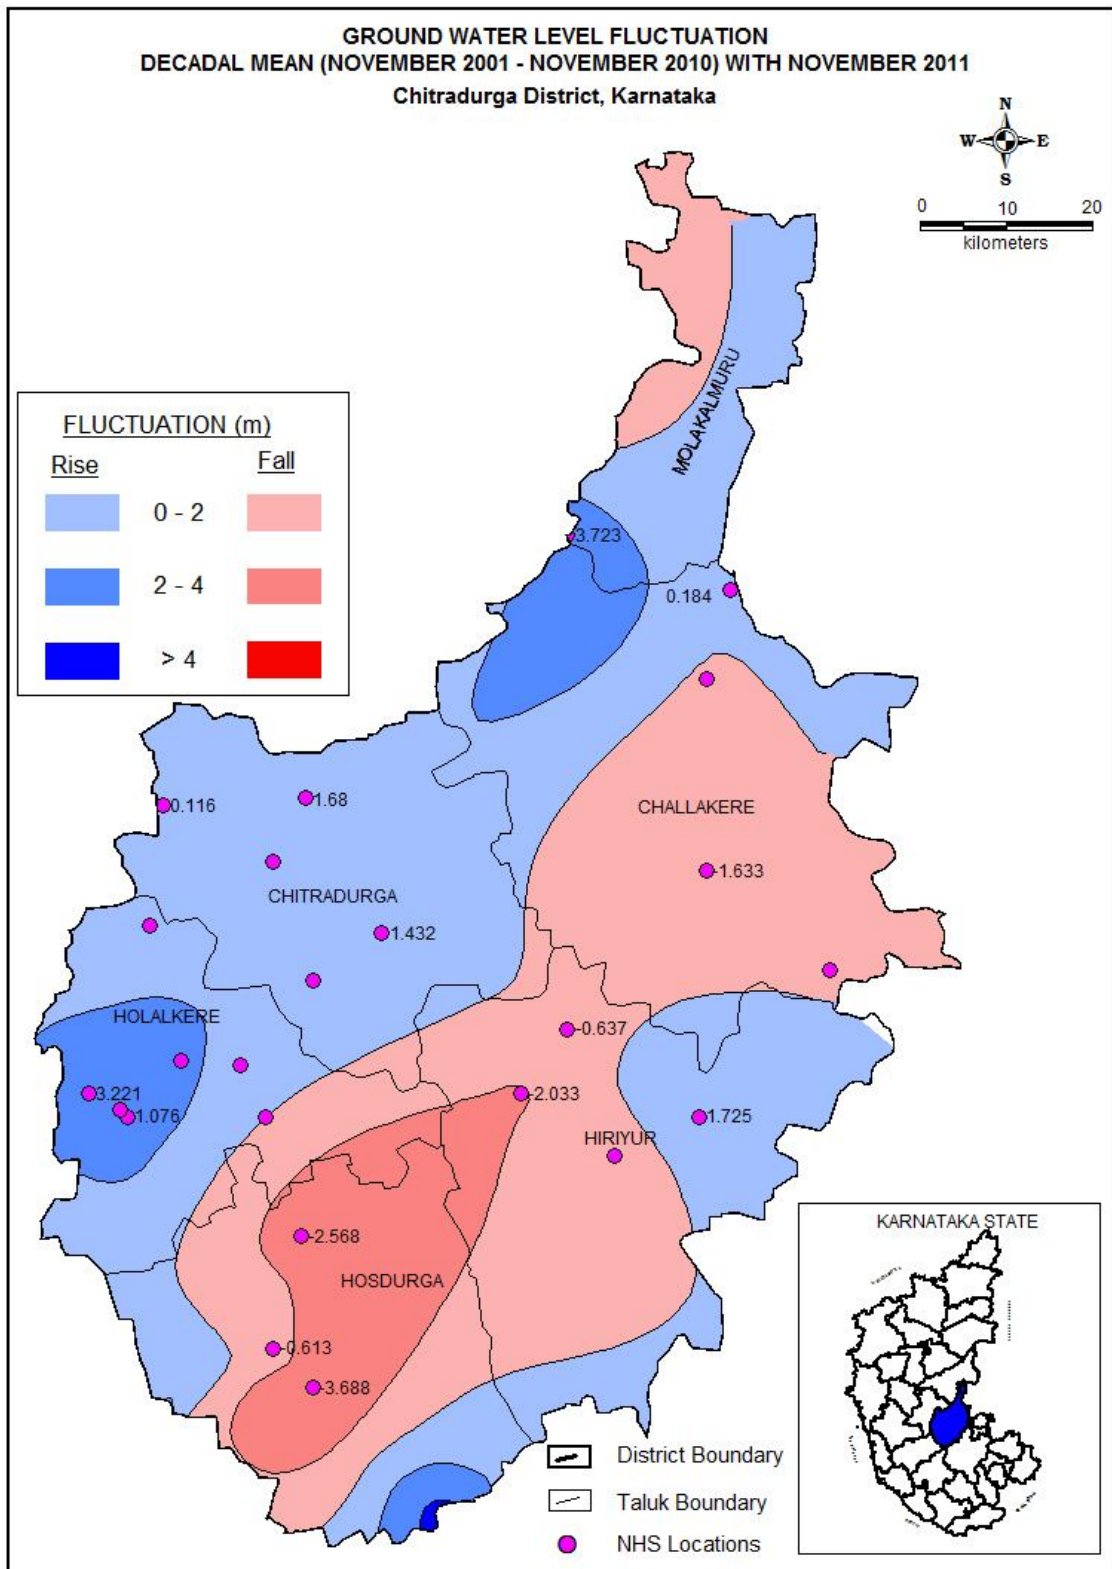 GROUND WATER LEVEL FLUCTUATION
DECADAL MEAN (NOVEMBER 2001 - NOVEMBER 2010) WITH NOVEMBER 2011
Chitradurga District, Karnataka
N
W E
S
0 10 20
kilometers
MOLAKALMURU
FLUCTUATION (m)
Rise Fall
0 - 2
2 - 4
> 4
3.723
0.184
0.116
1.68
CHALLAKERE
-1.633
CHITRADURGA
1.432
HOLALKERE
-0.637
3.221
-2.033
1.076
1.725
HIRIYUR
-2.568
HOSDURGA
-0.613
-3.688
KARNATAKA STATE
District Boundary
Taluk Boundary
NHS Locations